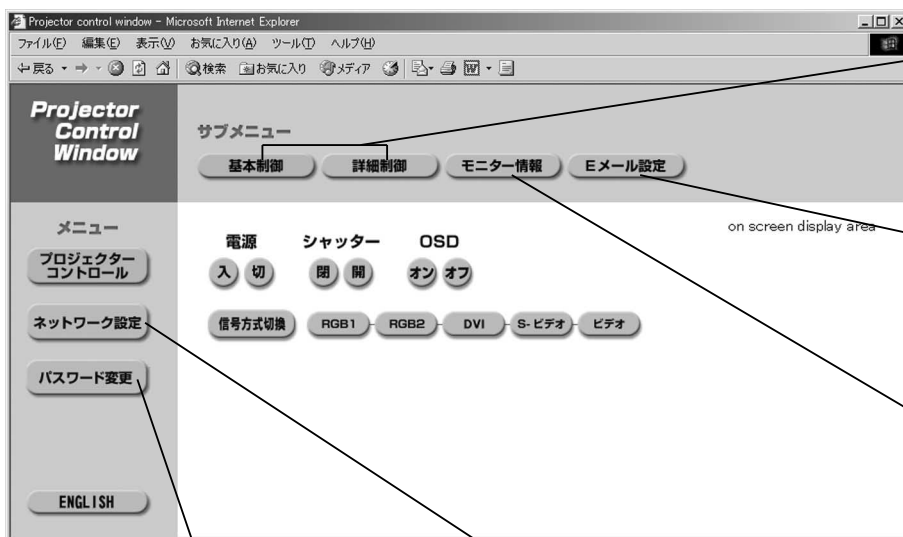 Projector control window - Microsoft Internet Explorer
ファイル(F) 編集(E) 表示(V) お気に入り(A) ツール(T) ヘルプ(H)
戻る 検索 お気に入り メディア
Projector
Control
Window
サブメニュー
基本制御 詳細制御 モニター情報 Eメール設定
メニュー
プロジェクター
コントロール
ネットワーク設定
パスワード変更
ENGLISH
on screen display area
電源 シャッター OSD
入 切 閉 開 オン オフ
信号方式切換 RGB1 RGB2 DVI S-ビデオ ビデオ